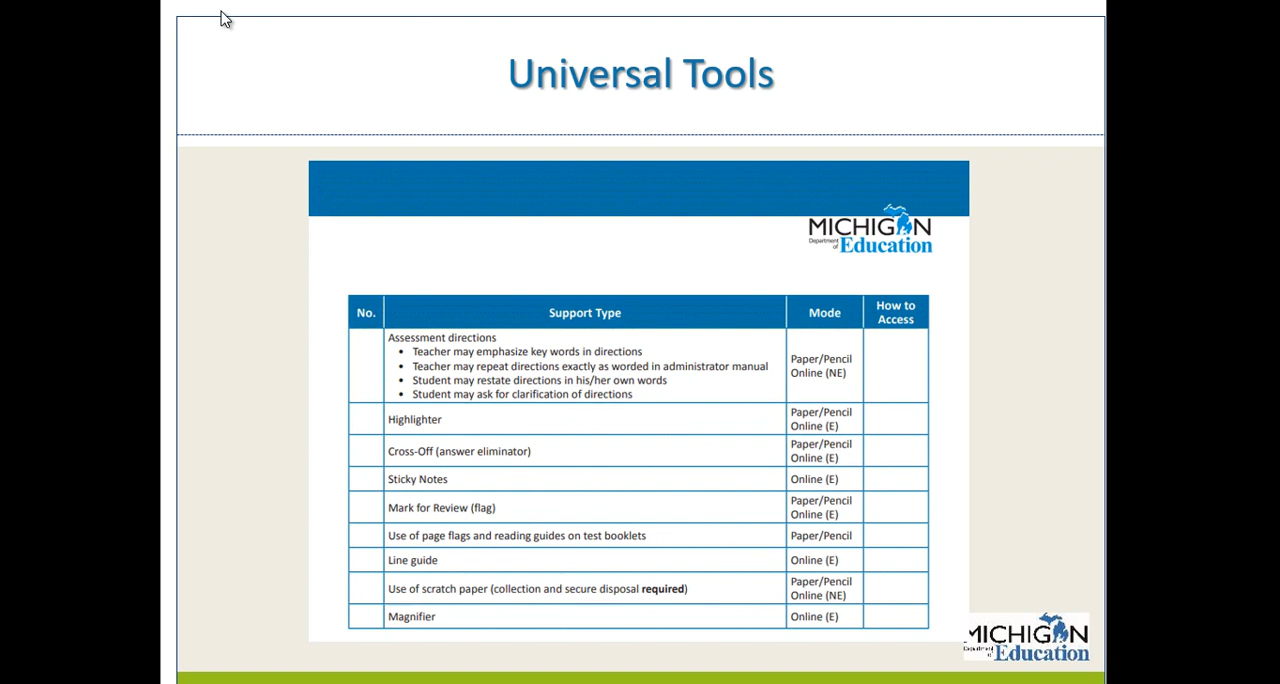 Universal Tools
MICHIGAN
Department
of Education
No. Support Type Mode How to
Access
Assessment directions
• Teacher may emphasize key words in directions
• Teacher may repeat directions exactly as worded in administrator manual
• Student may restate directions in his/her own words
• Student may ask for clarification of directions
Paper/Pencil
Online (NE)
Highlighter
Paper/Pencil
Online (E)
Cross-Off (answer eliminator)
Paper/Pencil
Online (E)
Sticky Notes Online (E)
Mark for Review (flag)
Paper/Pencil
Online (E)
Use of page flags and reading guides on test booklets Paper/Pencil
Line guide Online (E)
Use of scratch paper (collection and secure disposal required)
Paper/Pencil
Online (NE)
Magnifier Online (E)
MICHIGAN
Department
of Education